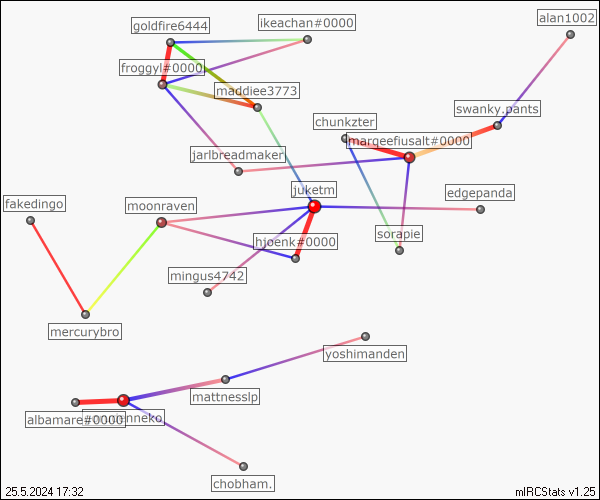 alan1002
ikeachan#0000
goldfire6444
froggyl#0000
maddiee3773
swanky.pants
chunkzter
margeefiusalt#0000
jarlbreadmaker
juketm
edgepanda
fakedingo
moonraven
sorapie
hjoenk#0000
mingus4742
mercurybro
yoshimanden
mattnesslp
albamare#0000
nneko
chobham.
25.5.2024 17:32
mIRCStats v1.25